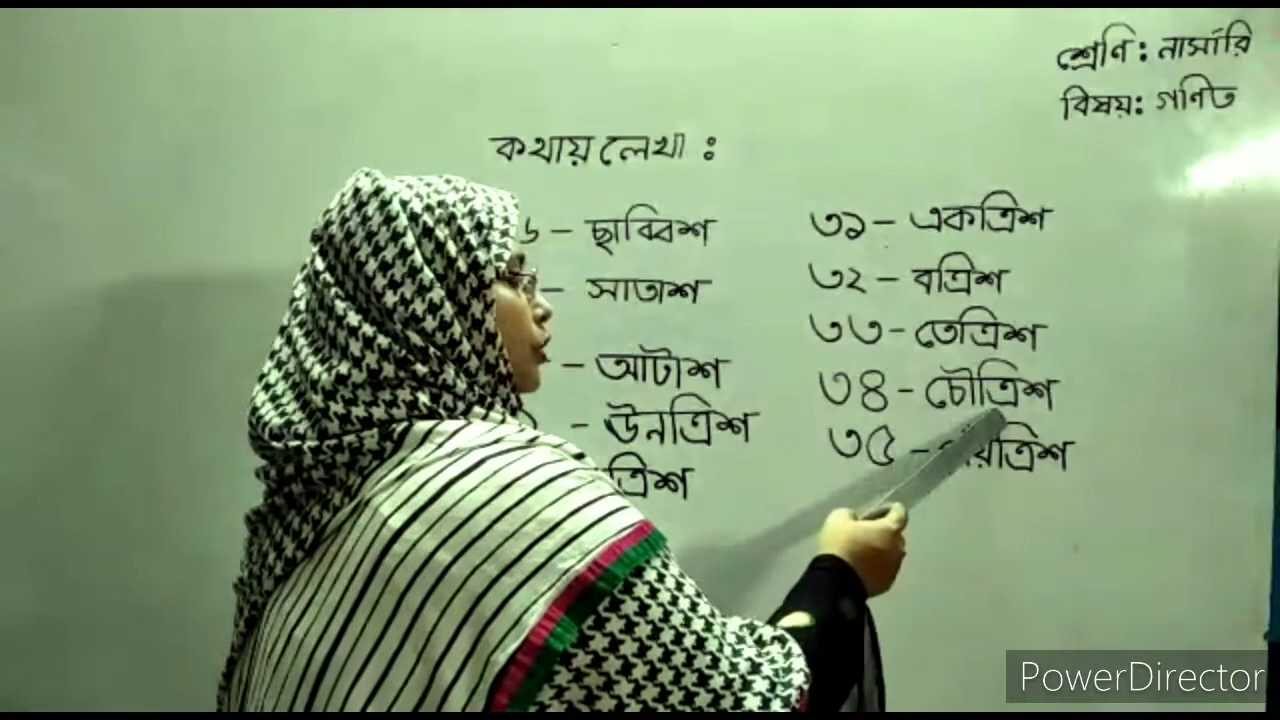 শ্রেণি: নার্সারি
বিষয়: গণিত
কথায় লেখা :
৬ - ছাব্বিশ
- সাতাশ
- আটাশ
- ঊনত্রিশ
ত্রিশ
৩১ - একত্রিশ
৩২ - বত্রিশ
৩৩ - তেত্রিশ
৩৪ - চৌত্রিশ
৩৫ -
PowerDirector